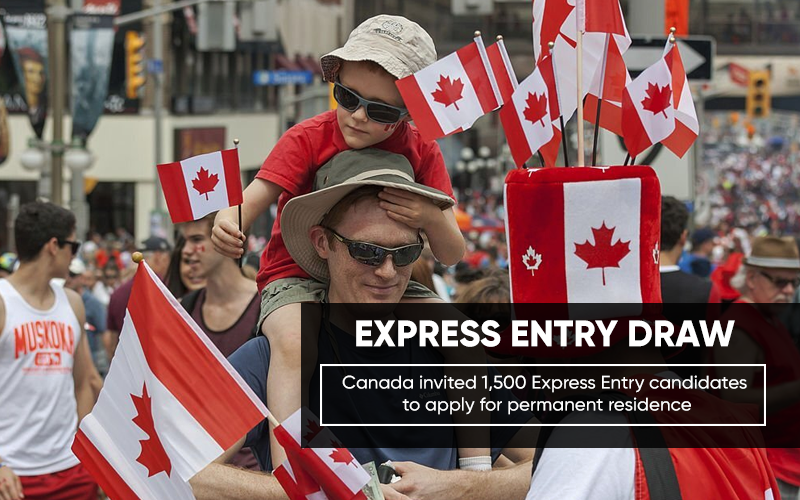 MUSKOKA
EXPRESS ENTRY DRAW
Canada invited 1,500 Express Entry candidates
to apply for permanent residence